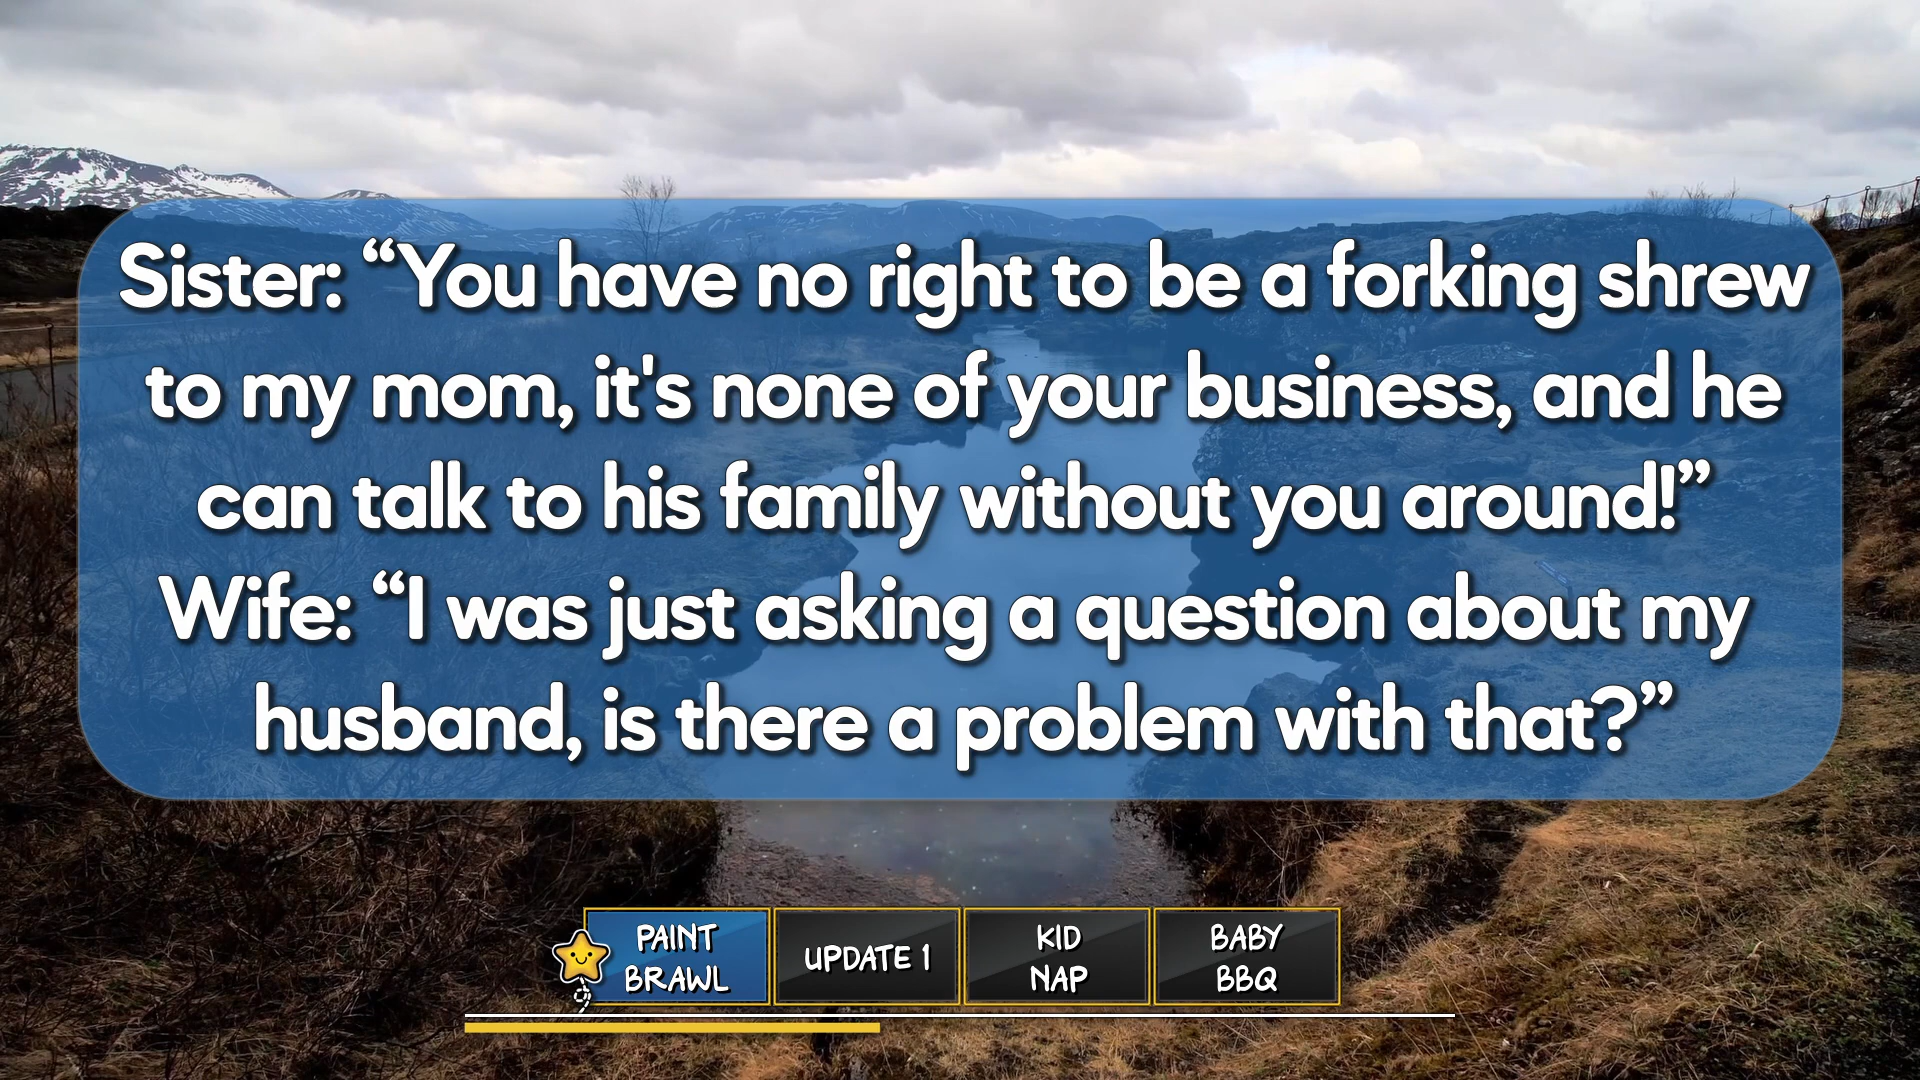 Sister: “You have no right to be a forking shrew
to my mom, it's none of your business, and he
can talk to his family without you around!”
Wife: “I was just asking a question about my
husband, is there a problem with that?”
PAINT
BRAWL
UPDATE 1
KID
NAP
BABY
BBQ